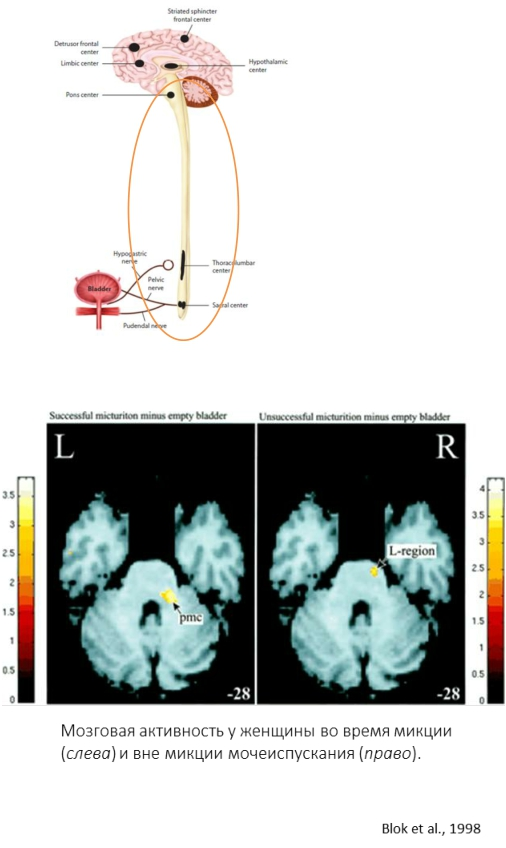 Striated sphincter
frontal center
Detrusor frontal
center
Limbic center
Hypothalamic
center
Pons center
Hypogastric
nerve
Thoracolumbar
center
Pelvic
nerve
Bladder
Sacral center
Pudendal nerve
Successful micturiton minus empty bladder
Unsuccessful micturition minus empty bladder
L
R
3.5
3
2.5
2
1.5
1
0.5
0
pmc
-28
L-region
-28
4
3.5
3
2.5
2
1.5
1
0.5
0
Мозговая активность у женщины во время микции
(слева) и вне микции мочеиспускания (право).
Blok et al., 1998